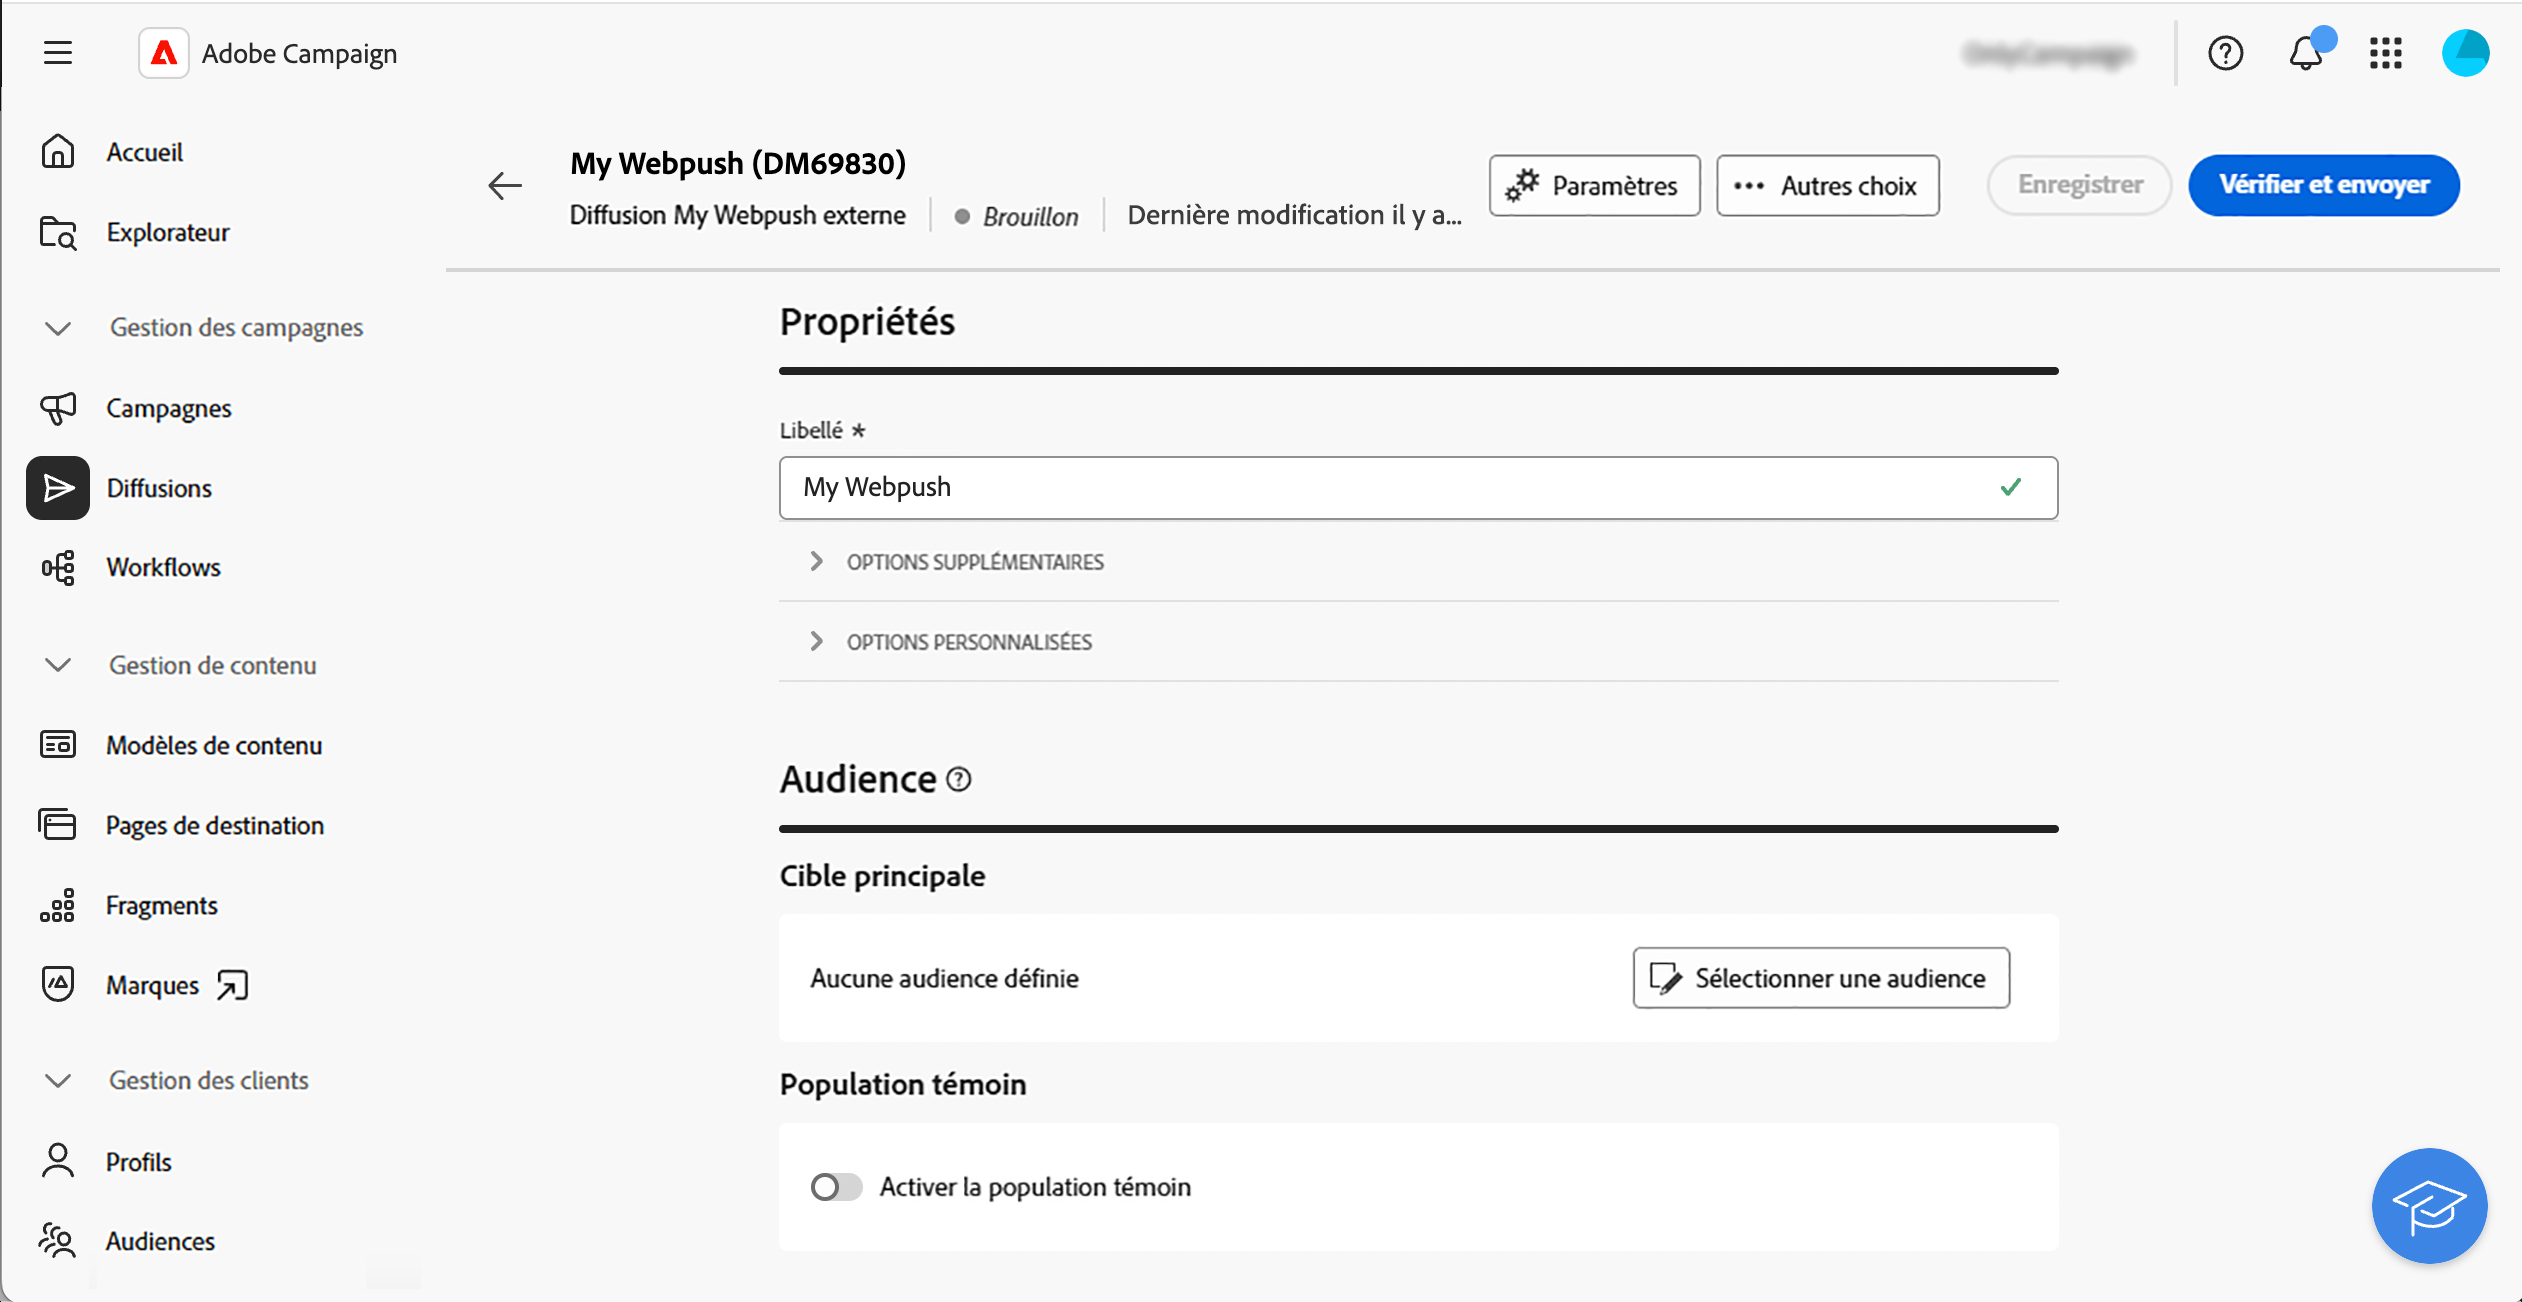 Adobe Campaign
Accueil
Explorateur
Gestion des campagnes
Campagnes
Diffusions
Workflows
Gestion de contenu
Modèles de contenu
Pages de destination
Fragments
Marques
Gestion des clients
Profils
Audiences
My Webpush (DM69830)
Diffusion My Webpush externe
Brouillon
Dernière modification il y a...
Paramètres
Autres choix
Enregistrer
Vérifier et envoyer
Propriétés
Libellé *
My Webpush
OPTIONS SUPPLÉMENTAIRES
OPTIONS PERSONNALISÉES
Audience
Cible principale
Aucune audience définie
Sélectionner une audience
Population témoin
Activer la population témoin